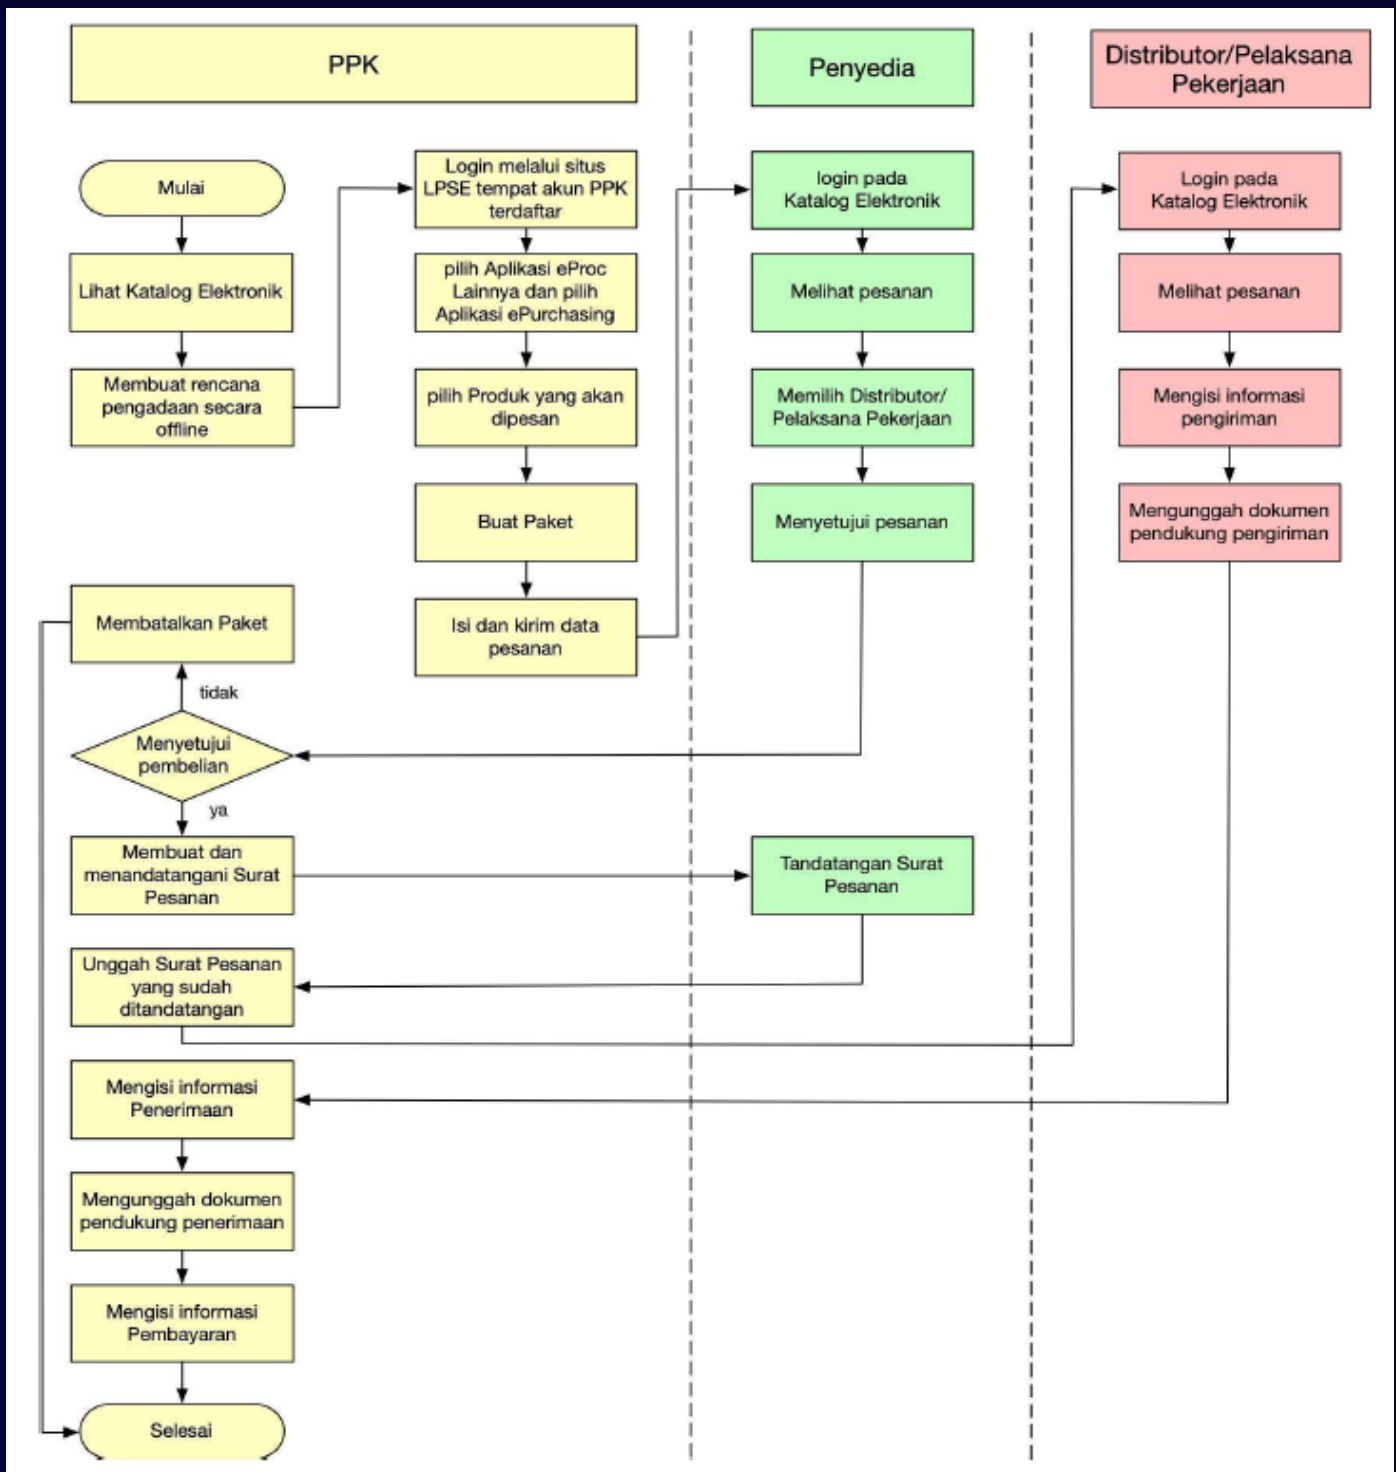 PPK
Penyedia
Distributor/Pelaksana
Pekerjaan
Mulai
Lihat Katalog Elektronik
Membuat rencana
pengadaan secara
offline
Login melalui situs
LPSE tempat akun PPK
terdaftar
pilih Aplikasi eProc
Lainnya dan pilih
Aplikasi ePurchasing
pilih Produk yang akan
dipesan
Buat Paket
Isi dan kirim data
pesanan
login pada
Katalog Elektronik
Melihat pesanan
Memilih Distributor/
Pelaksana Pekerjaan
Menyetujui pesanan
Login pada
Katalog Elektronik
Melihat pesanan
Mengisi informasi
pengiriman
Mengunggah dokumen
pendukung pengiriman
Membatalkan Paket
tidak
Menyetujui
pembelian
ya
Membuat dan
menandatangani Surat
Pesanan
Tandatangan Surat
Pesanan
Unggah Surat Pesanan
yang sudah
ditandatangan
Mengisi informasi
Penerimaan
Mengunggah dokumen
pendukung penerimaan
Mengisi informasi
Pembayaran
Selesai